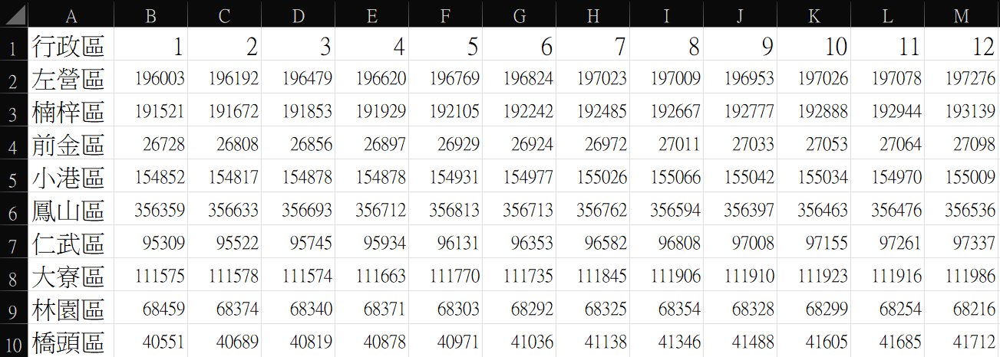 A B C D E F G H I J K L M
1 行政區 1 2 3 4 5 6 7 8 9 10 11 12
2 左營區 196003 196192 196479 196620 196769 196824 197023 197009 196953 197026 197078 197276
3 楠梓區 191521 191672 191853 191929 192105 192242 192485 192667 192777 192888 192944 193139
4 前金區 26728 26808 26856 26897 26929 26924 26972 27011 27033 27053 27064 27098
5 小港區 154852 154817 154878 154878 154931 154977 155026 155066 155042 155034 154970 155009
6 鳳山區 356359 356633 356693 356712 356813 356713 356762 356594 356397 356463 356476 356536
7 仁武區 95309 95522 95745 95934 96131 96353 96582 96808 97008 97155 97261 97337
8 大寮區 111575 111578 111574 111663 111770 111735 111845 111906 111910 111923 111916 111986
9 林園區 68459 68374 68340 68371 68303 68292 68325 68354 68328 68299 68254 68216
10 橋頭區 40551 40689 40819 40878 40971 41036 41138 41346 41488 41605 41685 41712